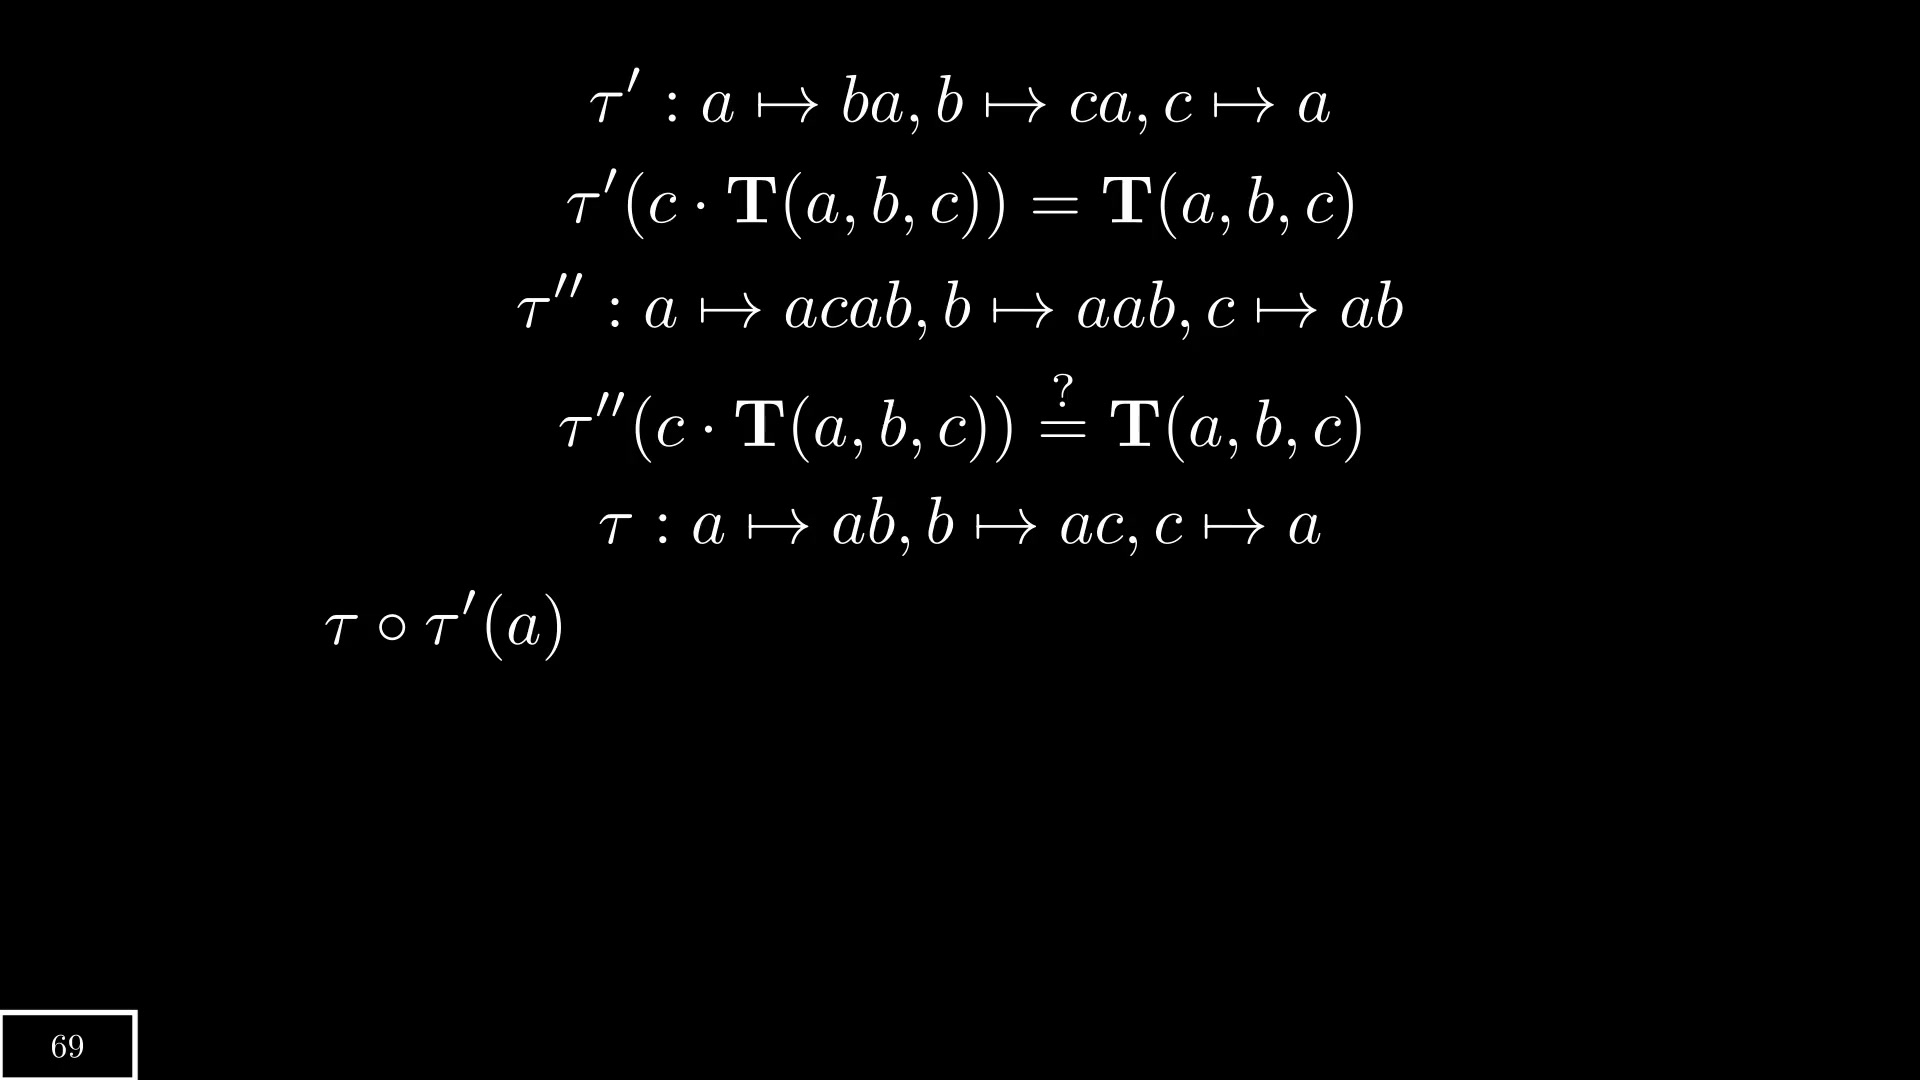 τ′ : a ↦ ba, b ↦ ca, c ↦ a
τ′(c · T(a, b, c)) = T(a, b, c)
τ″ : a ↦ acab, b ↦ aab, c ↦ ab
τ″(c · T(a, b, c)) ≟ T(a, b, c)
τ : a ↦ ab, b ↦ ac, c ↦ a
τ ∘ τ′(a)
69